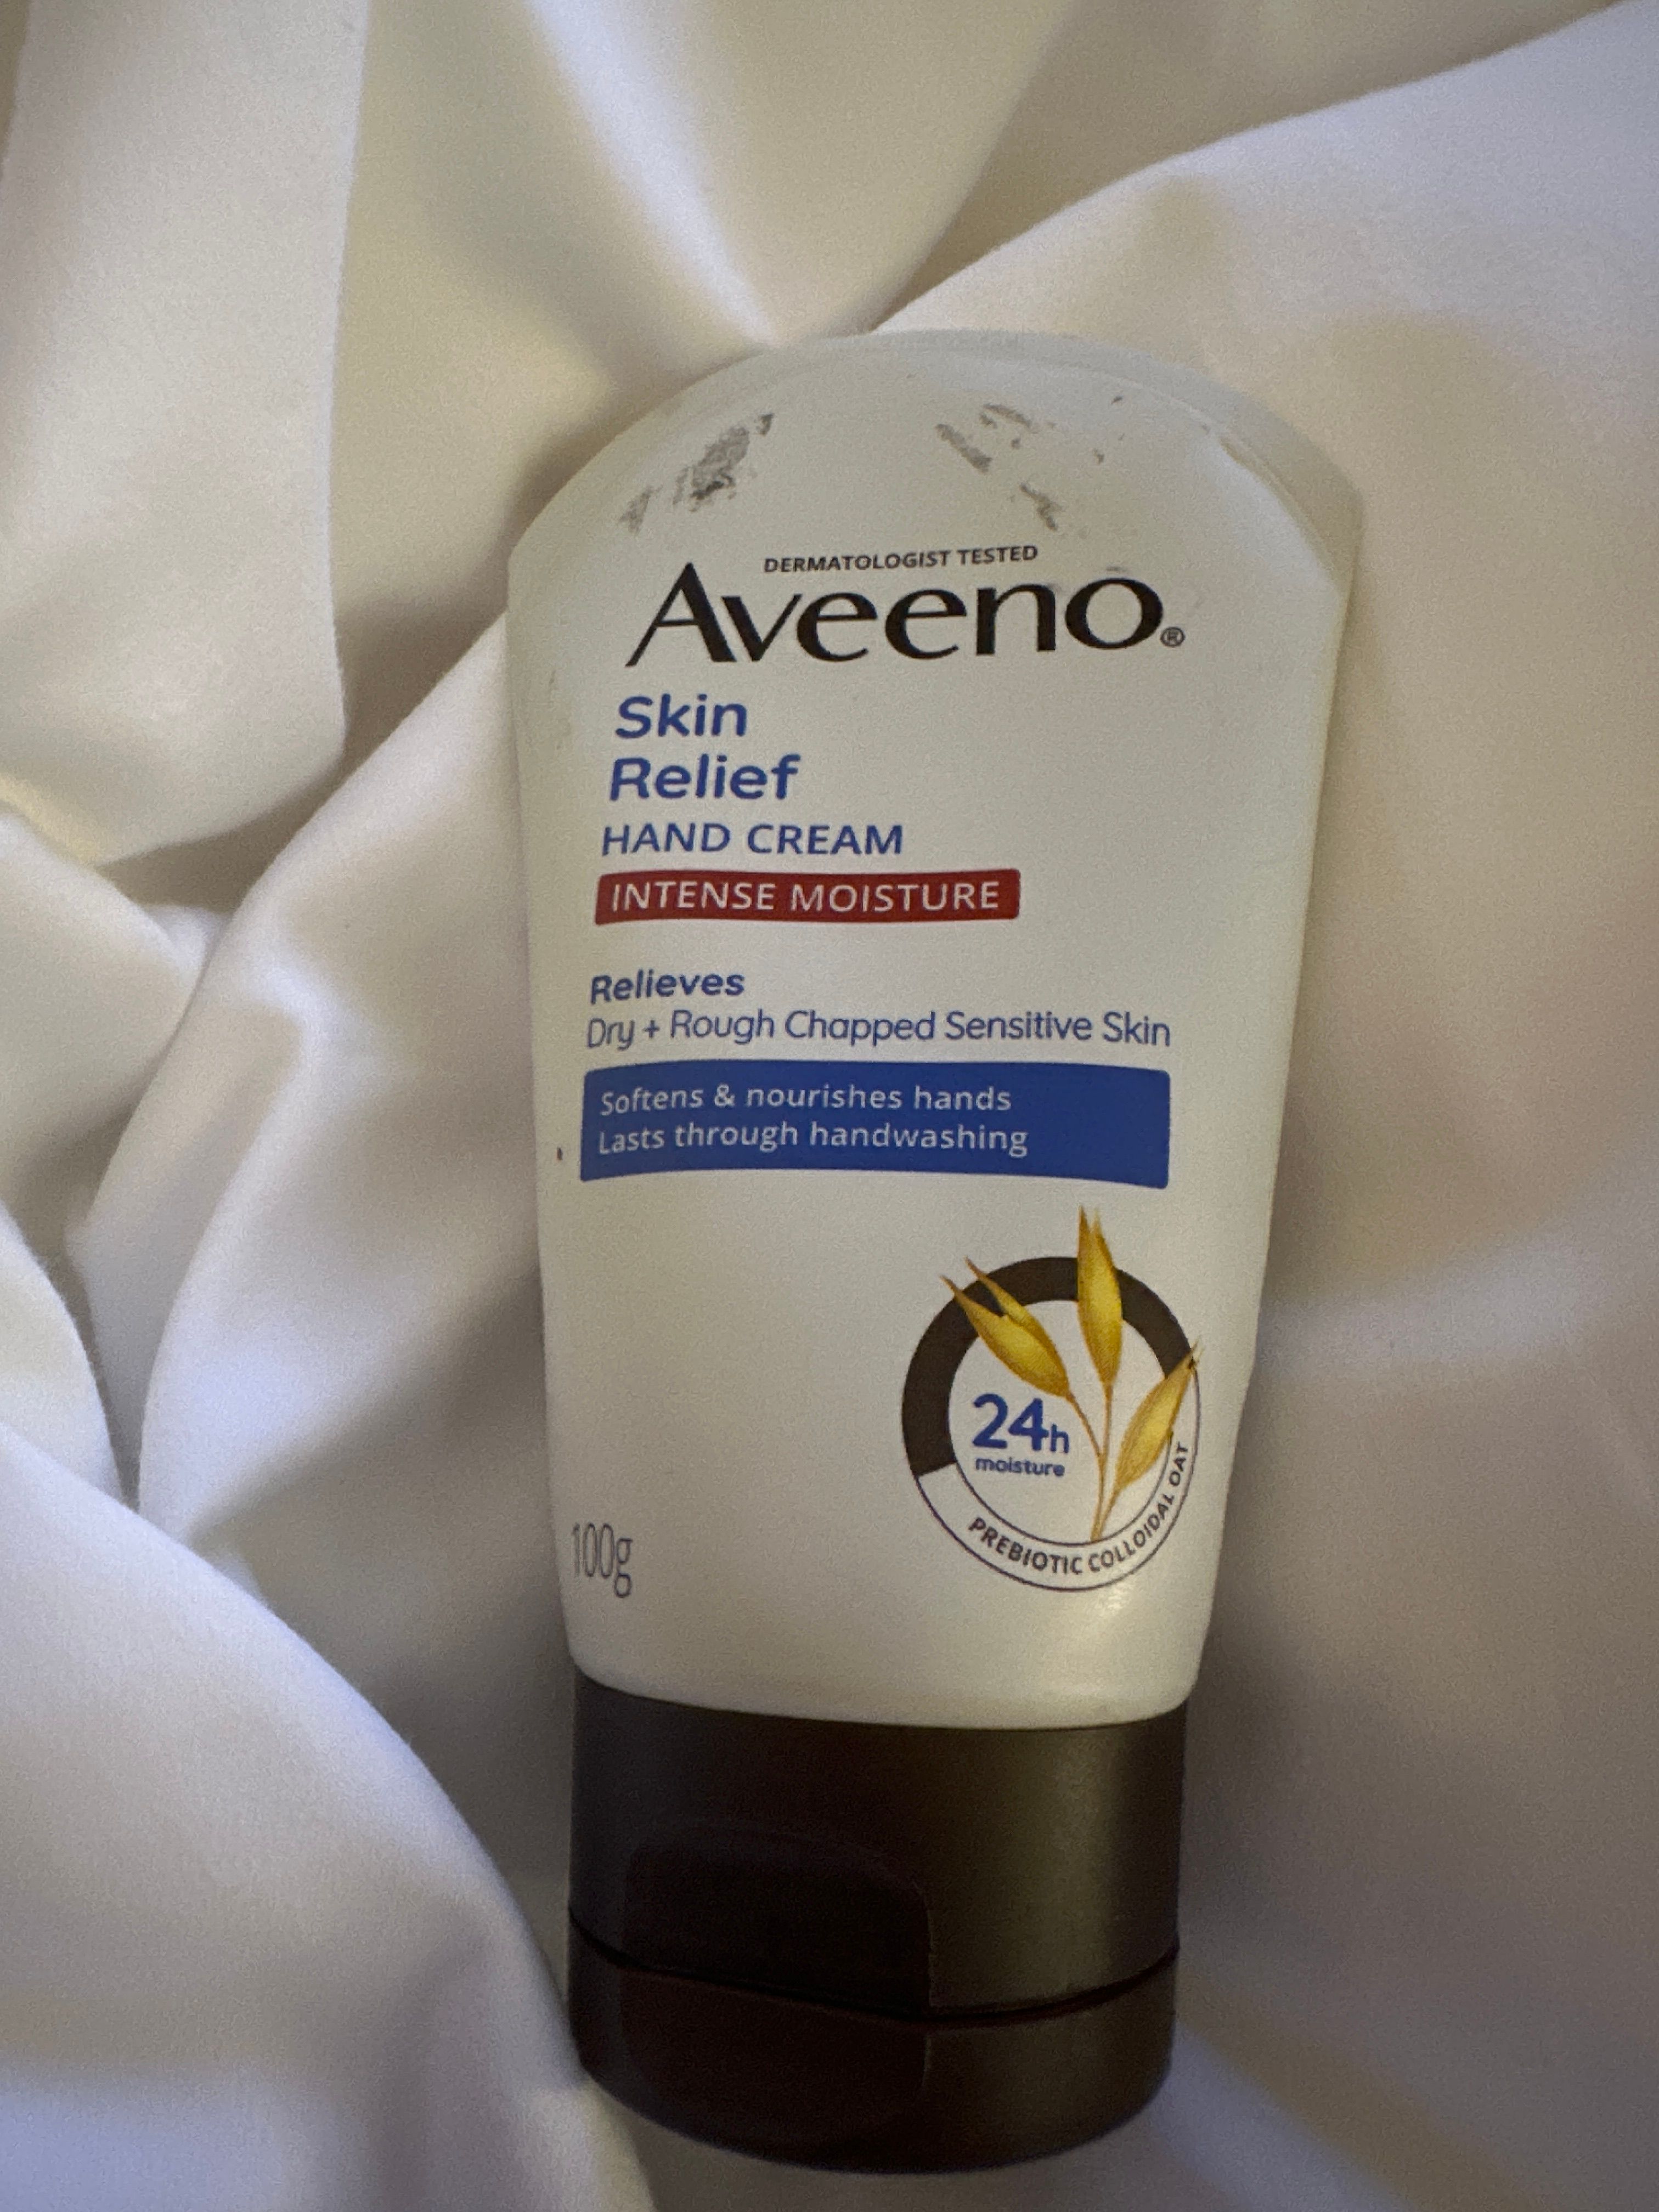 DERMATOLOGIST TESTED
Aveeno®
Skin
Relief
HAND CREAM
INTENSE MOISTURE
Relieves
Dry + Rough Chapped Sensitive Skin
Softens & nourishes hands
Lasts through handwashing
24h
moisture
PREBIOTIC COLLOIDAL OAT
100g